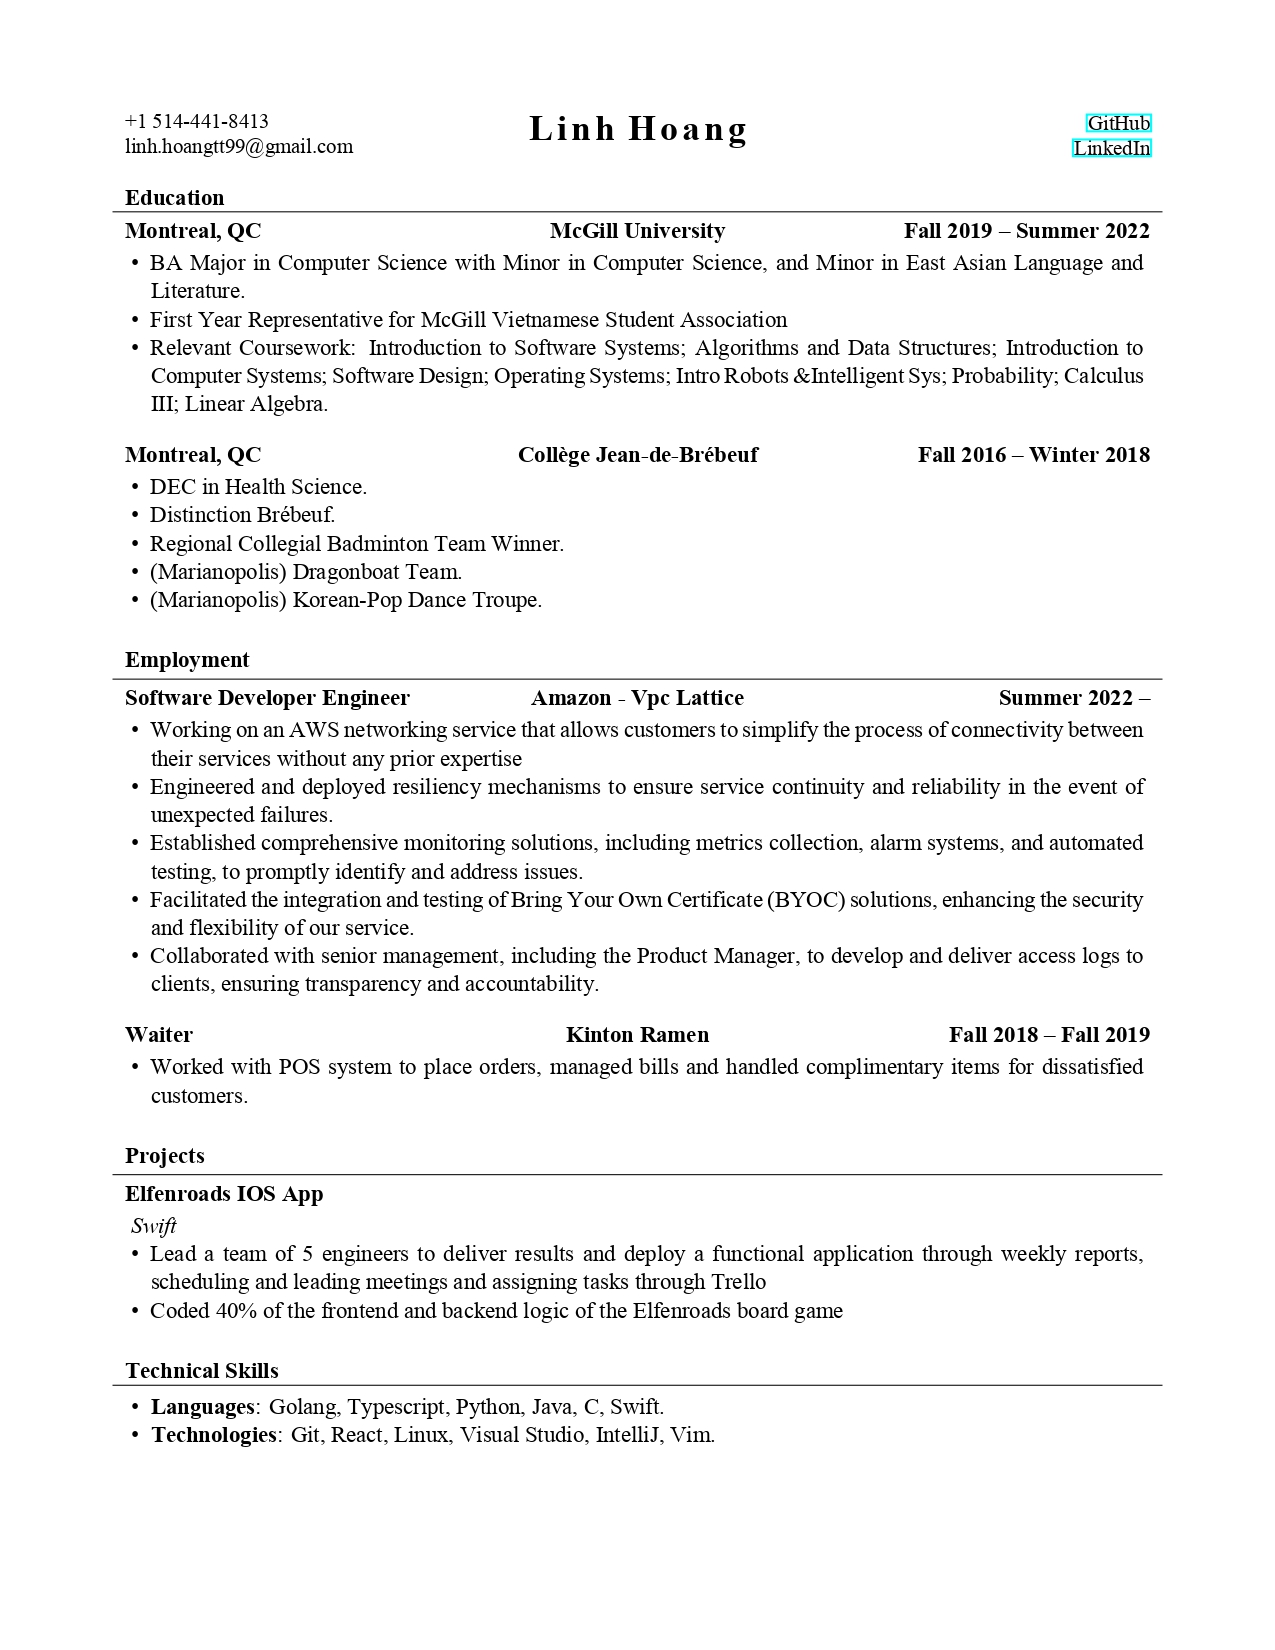 +1 514-441-8413
linh.hoangtt99@gmail.com
Linh Hoang
GitHub
LinkedIn
Education
Montreal, QC McGill University Fall 2019 – Summer 2022
• BA Major in Computer Science with Minor in Computer Science, and Minor in East Asian Language and
Literature.
• First Year Representative for McGill Vietnamese Student Association
• Relevant Coursework: Introduction to Software Systems; Algorithms and Data Structures; Introduction to
Computer Systems; Software Design; Operating Systems; Intro Robots &Intelligent Sys; Probability; Calculus
III; Linear Algebra.
Montreal, QC Collège Jean-de-Brébeuf Fall 2016 – Winter 2018
• DEC in Health Science.
• Distinction Brébeuf.
• Regional Collegial Badminton Team Winner.
• (Marianopolis) Dragonboat Team.
• (Marianopolis) Korean-Pop Dance Troupe.
Employment
Software Developer Engineer Amazon - Vpc Lattice Summer 2022 –
• Working on an AWS networking service that allows customers to simplify the process of connectivity between
their services without any prior expertise
• Engineered and deployed resiliency mechanisms to ensure service continuity and reliability in the event of
unexpected failures.
• Established comprehensive monitoring solutions, including metrics collection, alarm systems, and automated
testing, to promptly identify and address issues.
• Facilitated the integration and testing of Bring Your Own Certificate (BYOC) solutions, enhancing the security
and flexibility of our service.
• Collaborated with senior management, including the Product Manager, to develop and deliver access logs to
clients, ensuring transparency and accountability.
Waiter Kinton Ramen Fall 2018 – Fall 2019
• Worked with POS system to place orders, managed bills and handled complimentary items for dissatisfied
customers.
Projects
Elfenroads IOS App
Swift
• Lead a team of 5 engineers to deliver results and deploy a functional application through weekly reports,
scheduling and leading meetings and assigning tasks through Trello
• Coded 40% of the frontend and backend logic of the Elfenroads board game
Technical Skills
• Languages: Golang, Typescript, Python, Java, C, Swift.
• Technologies: Git, React, Linux, Visual Studio, IntelliJ, Vim.